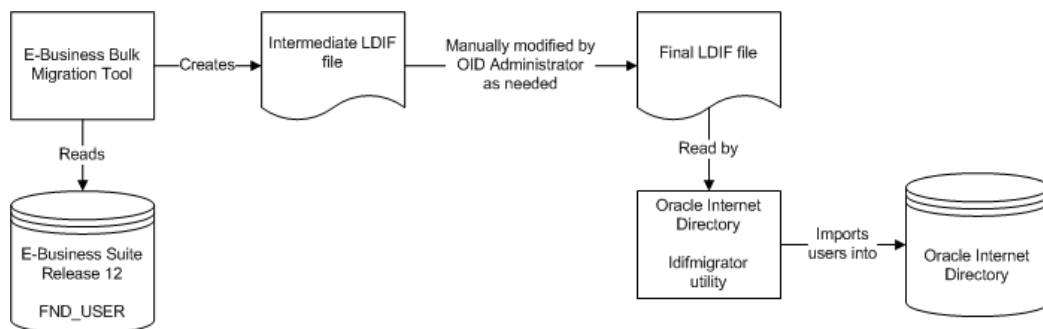 E-Business Bulk
Migration Tool
Creates
Intermediate LDIF
file
Manually modified by
OID Administrator
as needed
Final LDIF file
Reads
Read by
E-Business Suite
Release 12
FND_USER
Oracle Internet
Directory
ldifmigrator
utility
Imports
users into
Oracle Internet
Directory